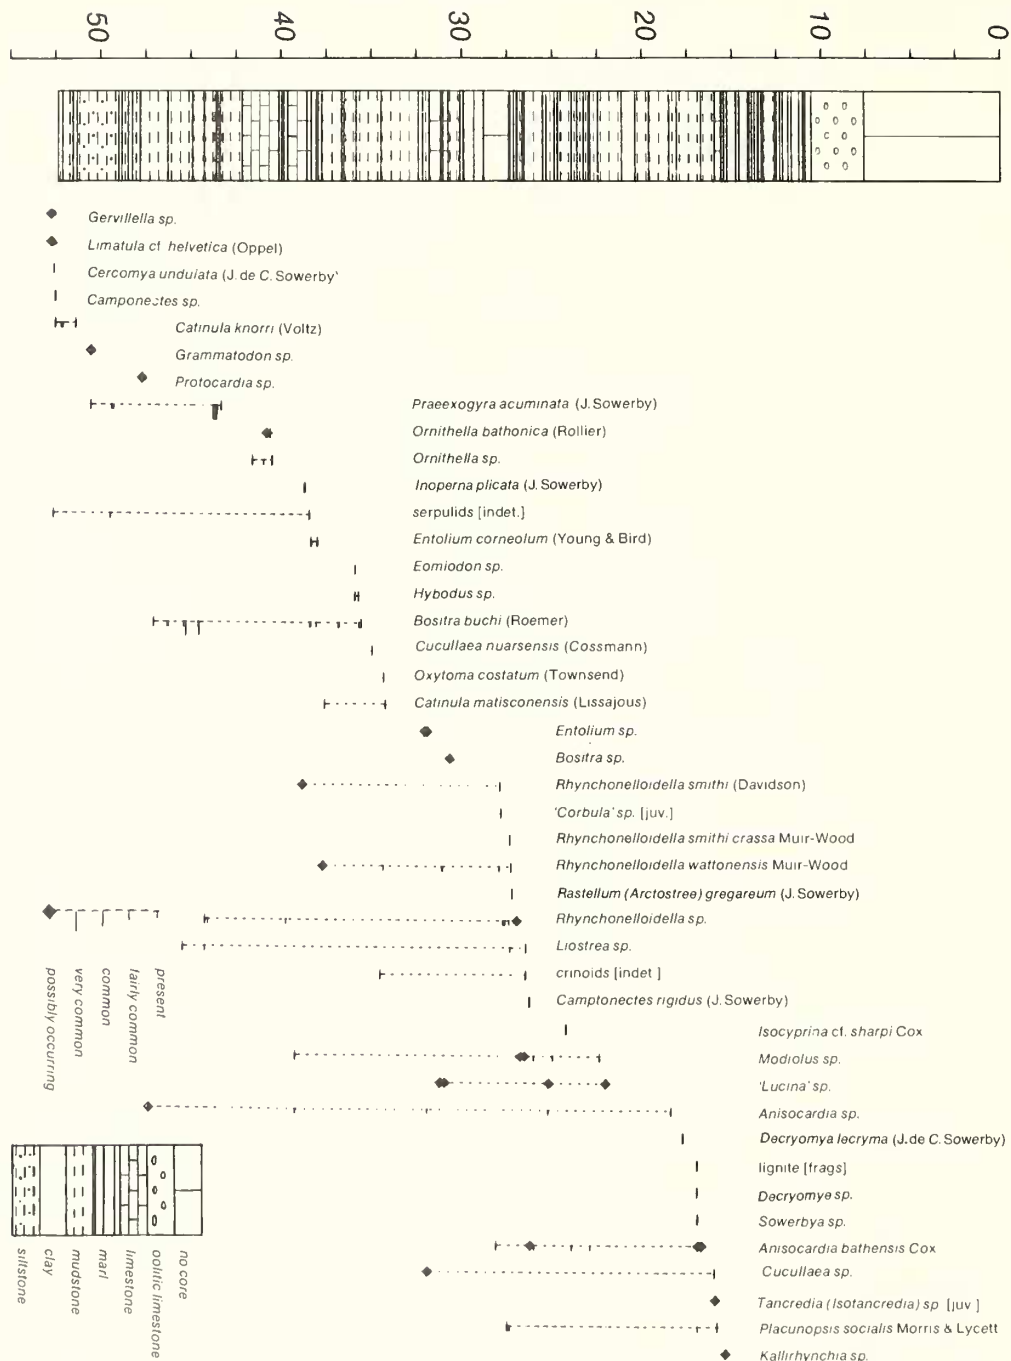 50 40 30 20 10 0
Gervillella sp.
Limatula cf helvetica (Oppel)
Cercomya undulata (J. de C. Sowerby'
Camponectes sp.
Catinula knorri (Voltz)
Grammatodon sp.
Protocardia sp.
Praeexogyra acuminata (J. Sowerby)
Ornithella bathonica (Rollier)
Ornithella sp.
Inoperna plicata (J. Sowerby)
serpulids [indet.]
Entolium corneolum (Young & Bird)
Eomiodon sp.
Hybodus sp.
Bositra buchi (Roemer)
Cucullaea nuarsensis (Cossmann)
Oxytoma costatum (Townsend)
Catinula matisconensis (Lissajous)
Entolium sp.
Bositra sp.
Rhynchonelloidella smithi (Davidson)
'Corbula' sp. [juv.]
Rhynchonelloidella smithi crassa Muir-Wood
Rhynchonelloidella wattonensis Muir-Wood
Rastellum (Arctostree) gregareum (J. Sowerby)
Rhynchonelloidella sp.
Liostrea sp.
crinoids [indet ]
Camptonectes rigidus (J. Sowerby)
Isocyprina cf. sharpi Cox
Modiolus sp.
'Lucina' sp.
Anisocardia sp.
Decryomya lecryma (J. de C. Sowerby)
lignite [frags]
Decryomye sp.
Sowerbya sp.
Anisocardia bathensis Cox
Cucullaea sp.
Tancredia (Isotancredia) sp [juv ]
Placunopsis socialis Morris & Lycett
Kallirhynchia sp.
present
fairly common
common
very common
possibly occurring
no core
oolitic limestone
limestone
marl
mudstone
clay
siltstone